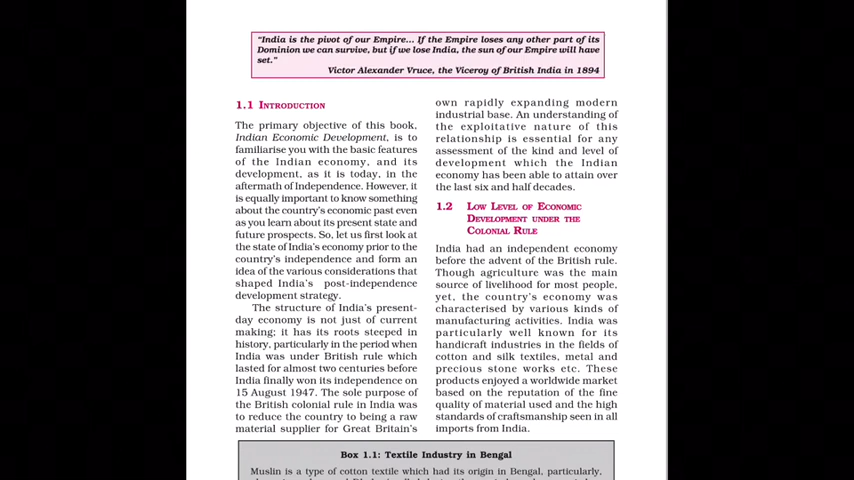 "India is the pivot of our Empire... If the Empire loses any other part of its
Dominion we can survive, but if we lose India, the sun of our Empire will have
set."
Victor Alexander Vruce, the Viceroy of British India in 1894
1.1 Introduction
The primary objective of this book,
Indian Economic Development, is to
familiarise you with the basic features
of the Indian economy, and its
development, as it is today, in the
aftermath of Independence. However, it
is equally important to know something
about the country's economic past even
as you learn about its present state and
future prospects. So, let us first look at
the state of India's economy prior to the
country's independence and form an
idea of the various considerations that
shaped India's post-independence
development strategy.
The structure of India's present-
day economy is not just of current
making; it has its roots steeped in
history, particularly in the period when
India was under British rule which
lasted for almost two centuries before
India finally won its independence on
15 August 1947. The sole purpose of
the British colonial rule in India was
to reduce the country to being a raw
material supplier for Great Britain's
own rapidly expanding modern
industrial base. An understanding of
the exploitative nature of this
relationship is essential for any
assessment of the kind and level of
development which the Indian
economy has been able to attain over
the last six and half decades.
1.2 Low Level of Economic
Development under the
Colonial Rule
India had an independent economy
before the advent of the British rule.
Though agriculture was the main
source of livelihood for most people,
yet, the country's economy was
characterised by various kinds of
manufacturing activities. India was
particularly well known for its
handicraft industries in the fields of
cotton and silk textiles, metal and
precious stone works etc. These
products enjoyed a worldwide market
based on the reputation of the fine
quality of material used and the high
standards of craftsmanship seen in all
imports from India.
Box 1.1: Textile Industry in Bengal
Muslin is a type of cotton textile which had its origin in Bengal, particularly,